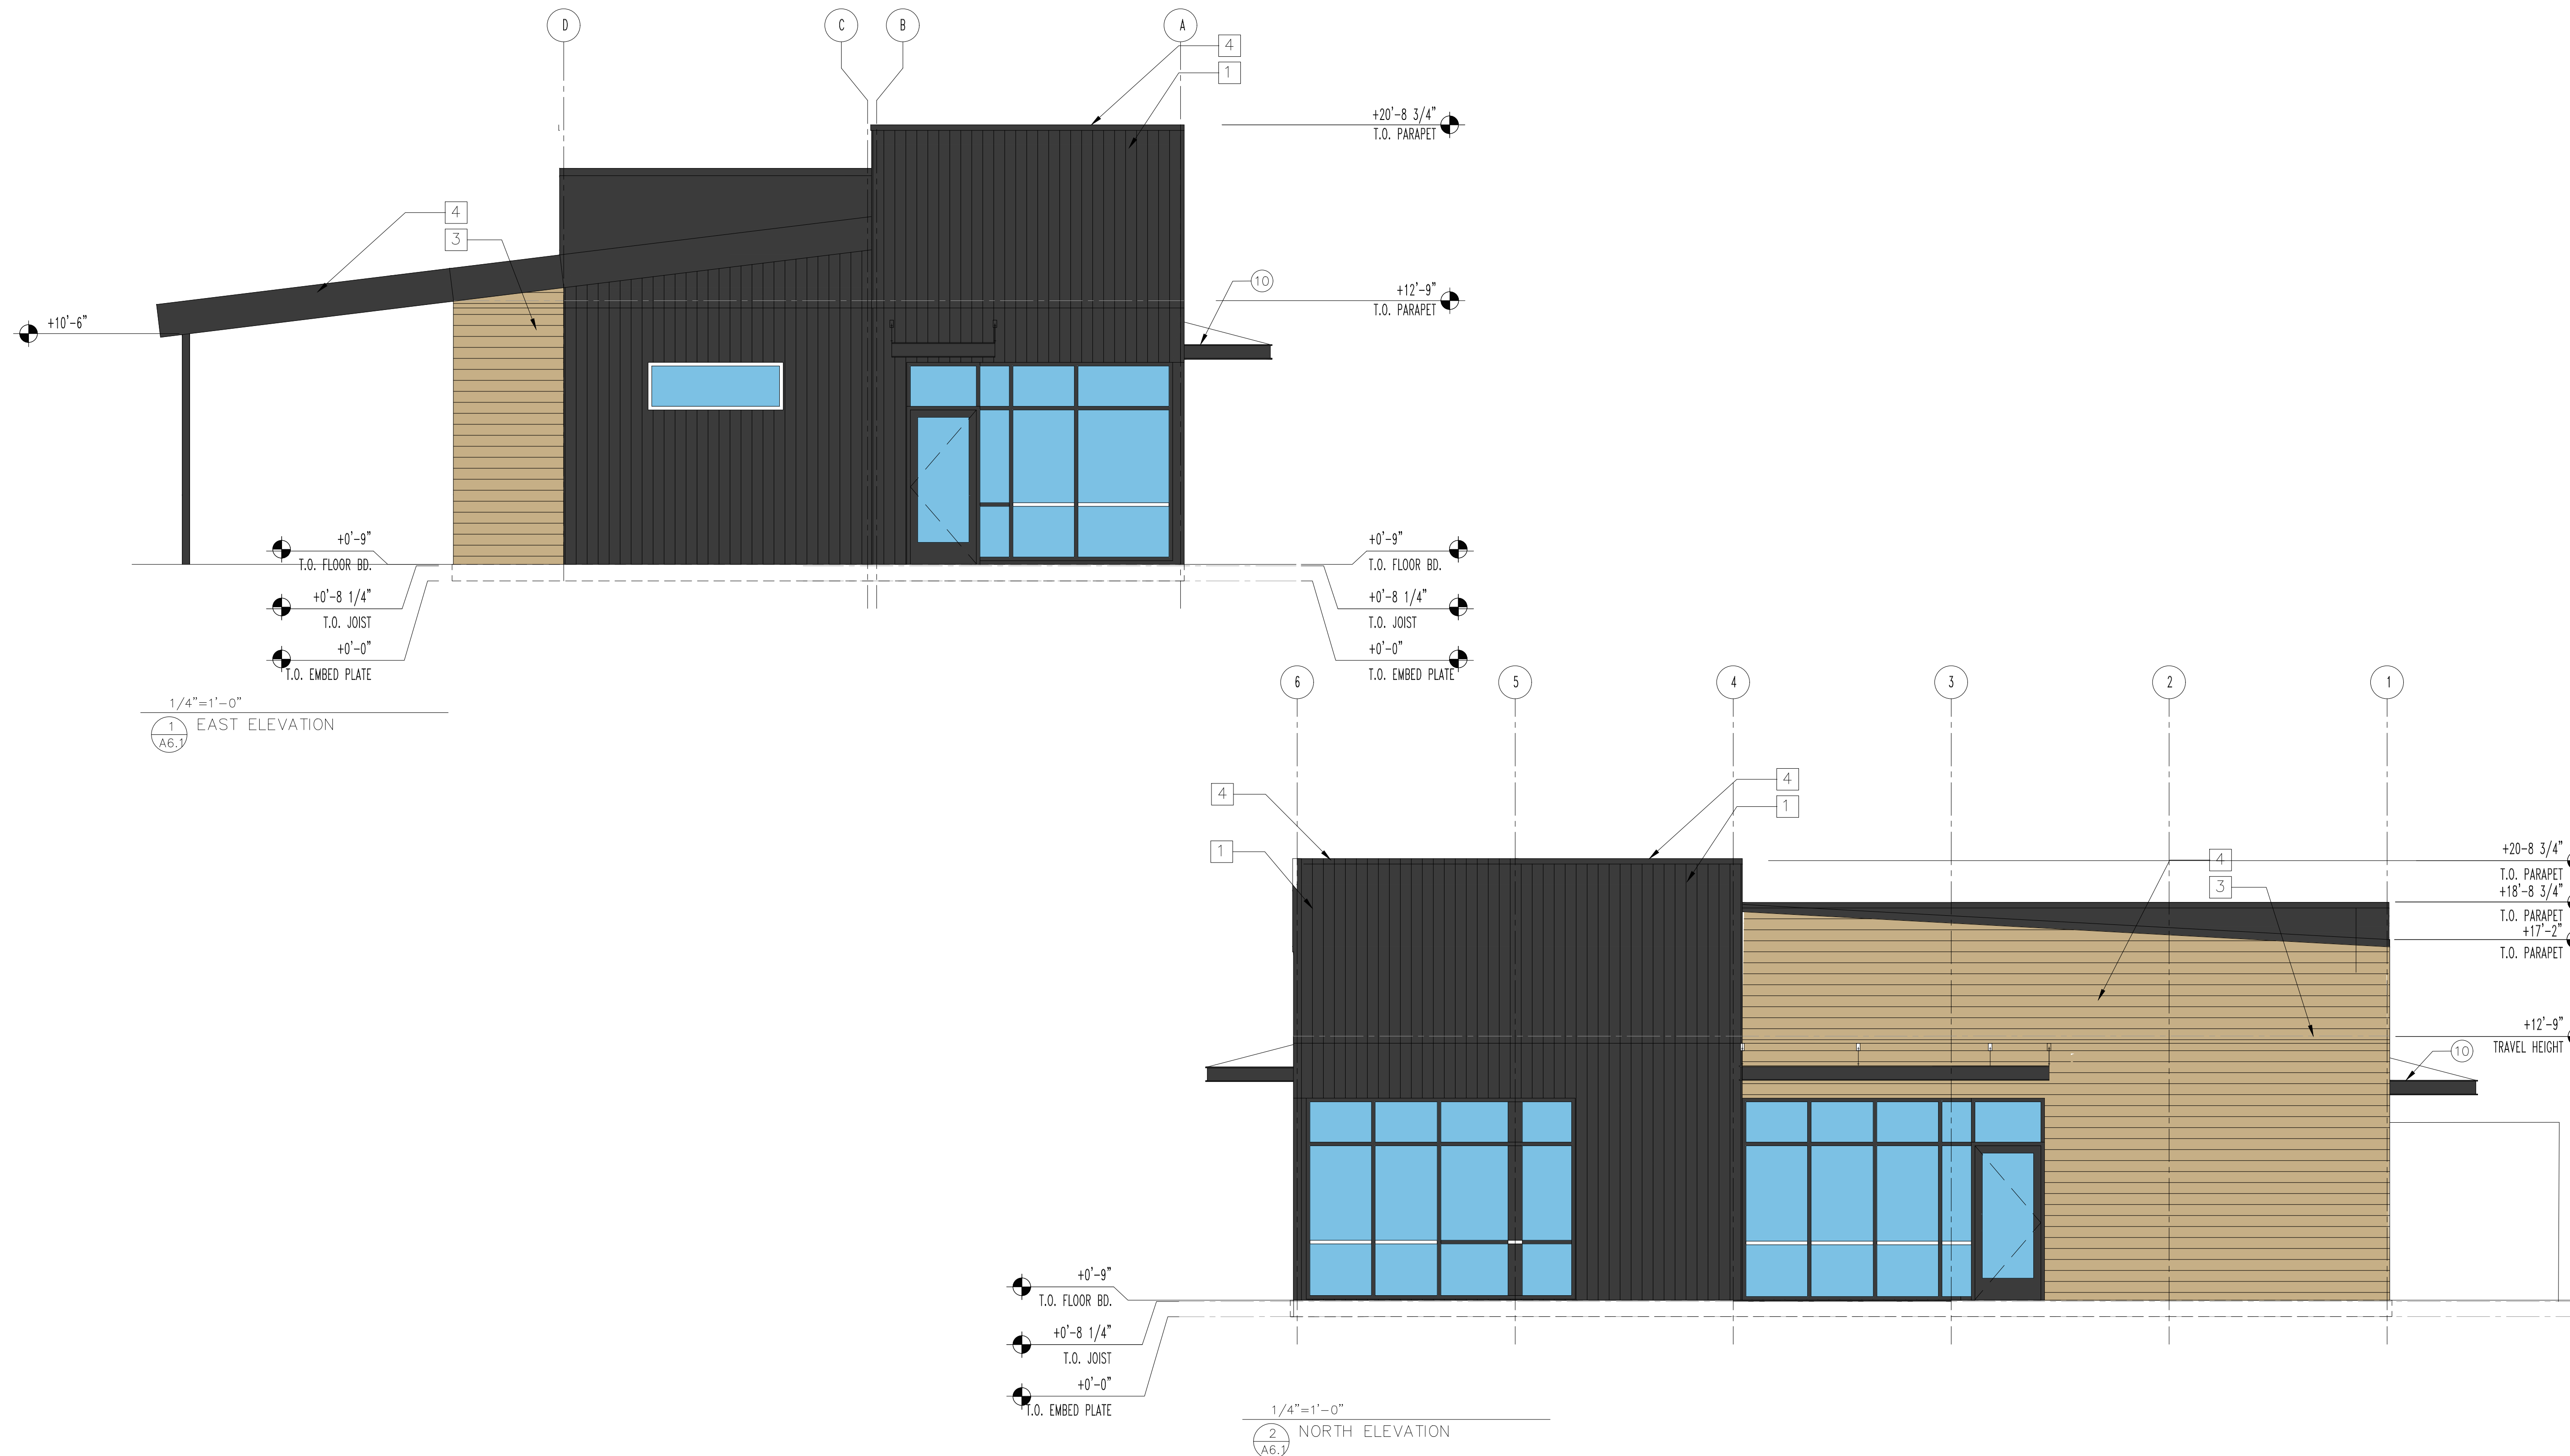 D
C
B
A
4
1
+20'-8 3/4"
T.O. PARAPET
4
3
10
+12'-9"
T.O. PARAPET
+10'-6"
+0'-9"
T.O. FLOOR BD.
+0'-8 1/4"
T.O. JOIST
+0'-0"
T.O. EMBED PLATE
+0'-9"
T.O. FLOOR BD.
+0'-8 1/4"
T.O. JOIST
+0'-0"
T.O. EMBED PLATE
1/4"=1'-0"
1
A6.1
EAST ELEVATION
6
5
4
3
2
1
4
1
4
1
4
3
+20-8 3/4"
T.O. PARAPET
+18'-8 3/4"
T.O. PARAPET
+17'-2"
T.O. PARAPET
+12'-9"
TRAVEL HEIGHT
10
+0'-9"
T.O. FLOOR BD.
+0'-8 1/4"
T.O. JOIST
+0'-0"
T.O. EMBED PLATE
1/4"=1'-0"
2
A6.1
NORTH ELEVATION